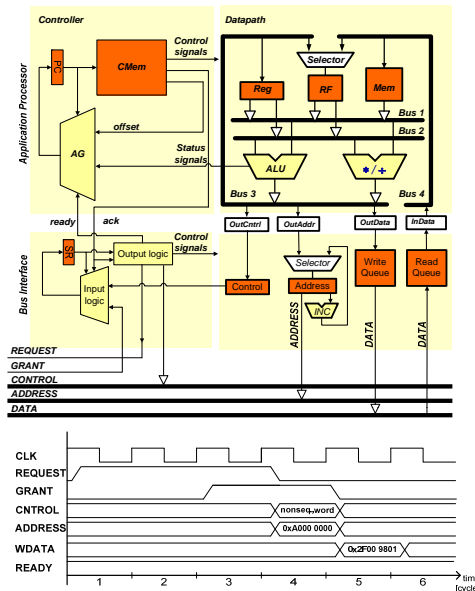 Controller
Datapath
Application Processor
PC
CMem
Control
signals
Selector
Reg
RF
Mem
Bus 1
Bus 2
offset
Status
signals
AG
ALU
* / +
Bus 3
Bus 4
ready
ack
Control
signals
OutCntrl
OutAddr
OutData
InData
Bus Interface
SR
Output logic
Input
logic
Selector
Control
Address
INC
Write
Queue
Read
Queue
ADDRESS
DATA
DATA
REQUEST
GRANT
CONTROL
ADDRESS
DATA
CLK
REQUEST
GRANT
CNTROL
nonseq,word
ADDRESS
0xA000 0000
WDATA
0x2F00 9801
READY
1 2 3 4 5 6
time
[cycle